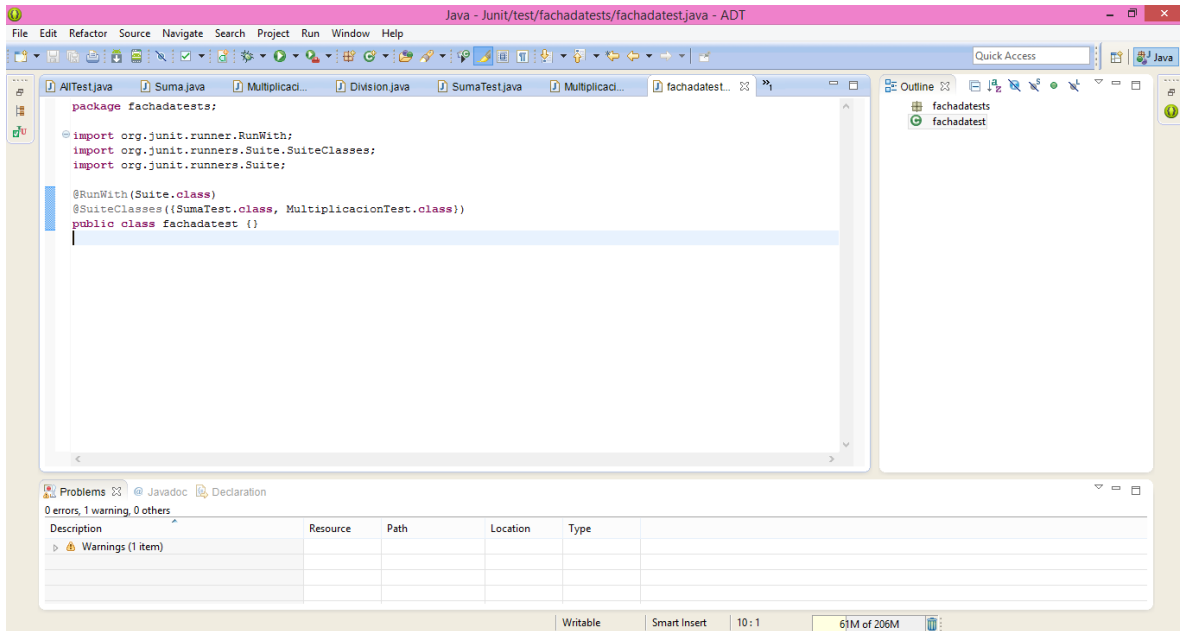 Java - Junit/test/fachadatests/fachadatest.java - ADT
File Edit Refactor Source Navigate Search Project Run Window Help
Quick Access
Java
AllTest.java Suma.java Multiplicaci... Division.java SumaTest.java Multiplicaci... fachadatest... »1
package fachadatests;
import org.junit.runner.RunWith;
import org.junit.runners.Suite.SuiteClasses;
import org.junit.runners.Suite;
@RunWith(Suite.class)
@SuiteClasses({SumaTest.class, MultiplicacionTest.class})
public class fachadatest {}
Outline
fachadatests
fachadatest
Problems @ Javadoc Declaration
0 errors, 1 warning, 0 others
Description Resource Path Location Type
Warnings (1 item)
Writable Smart Insert 10 : 1 61M of 206M